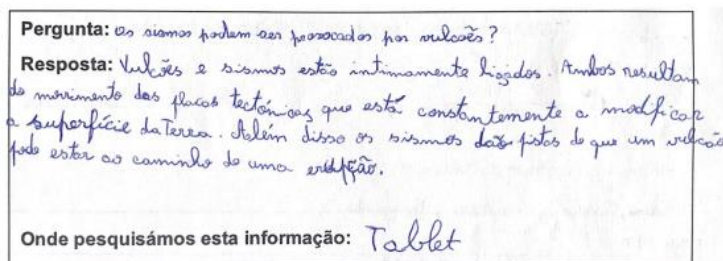 Pergunta: os sismos podem ser provocados por vulcões?
Resposta: Vulcões e sismos estão intimamente ligados. Ambos resultam
do movimento das placas tectónicas que está constantemente a modificar
a superfície da Terra. Além disso os sismos dão pistas de que um vulcão
pode estar ao caminho de uma erupção.
Onde pesquisámos esta informação: Tablet